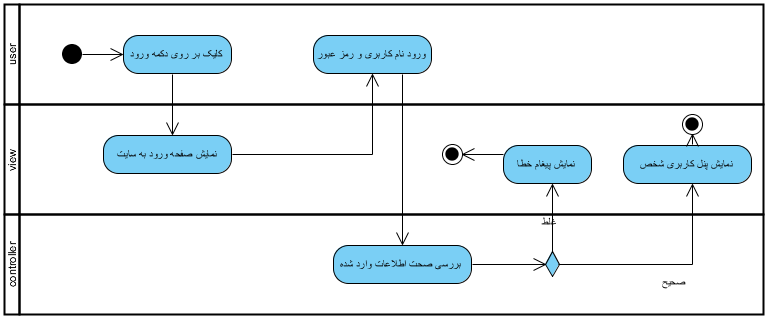 user
کلیک بر روی دکمه ورود
ورود نام کاربری و رمز عبور
view
نمایش صفحه ورود به سایت
نمایش پیغام خطا
نمایش پنل کاربری شخص
controller
غلط
بررسی صحت اطلاعات وارد شده
صحیح